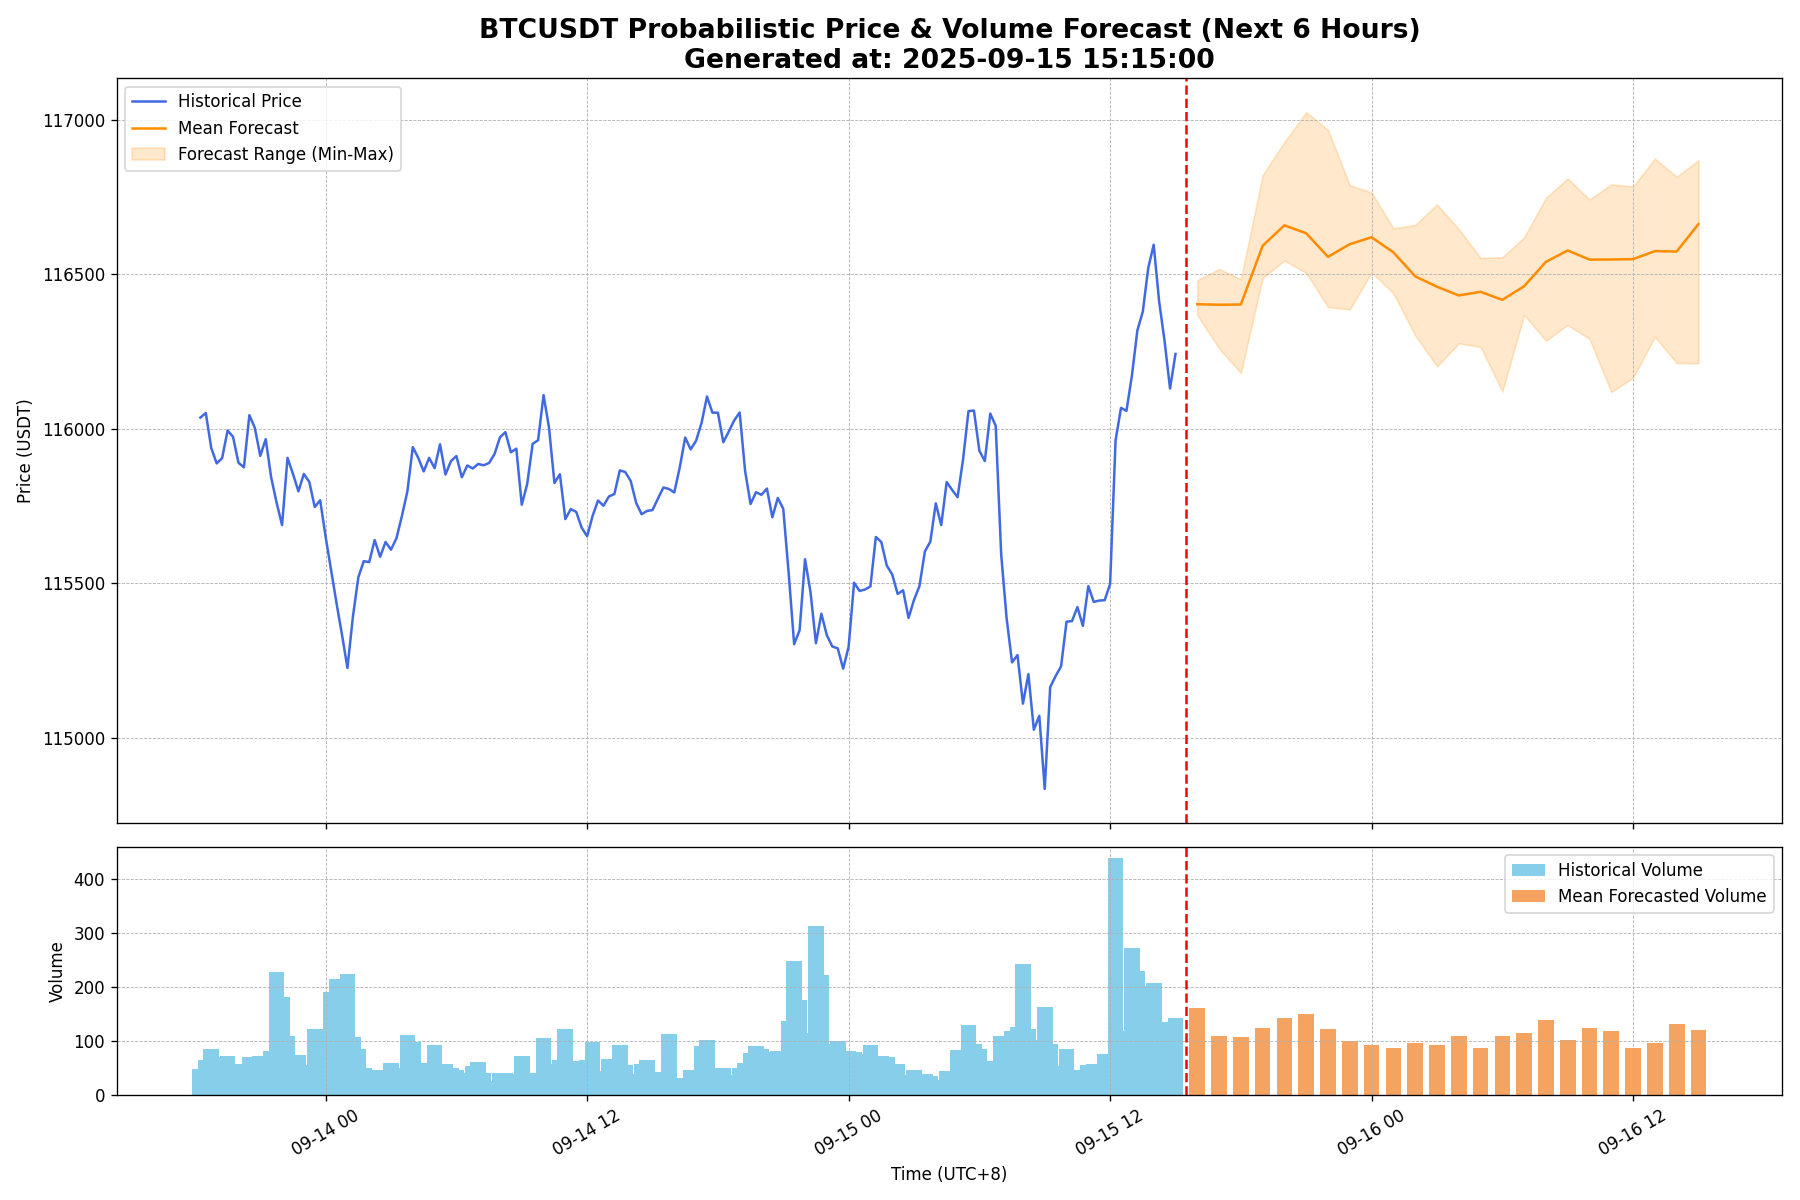 BTCUSDT Probabilistic Price & Volume Forecast (Next 6 Hours)
Generated at: 2025-09-15 15:15:00
Historical Price
Mean Forecast
Forecast Range (Min-Max)
Price (USDT)
117000
116500
116000
115500
115000
Historical Volume
Mean Forecasted Volume
Volume
400
300
200
100
0
09-14 00
09-14 12
09-15 00
09-15 12
09-16 00
09-16 12
Time (UTC+8)